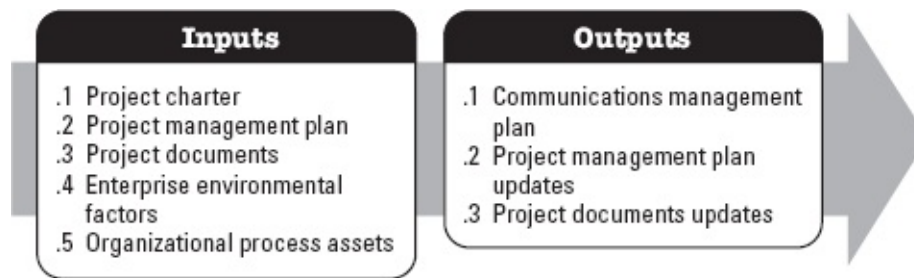 Inputs
.1 Project charter
.2 Project management plan
.3 Project documents
.4 Enterprise environmental
factors
.5 Organizational process assets
Outputs
.1 Communications management
plan
.2 Project management plan
updates
.3 Project documents updates